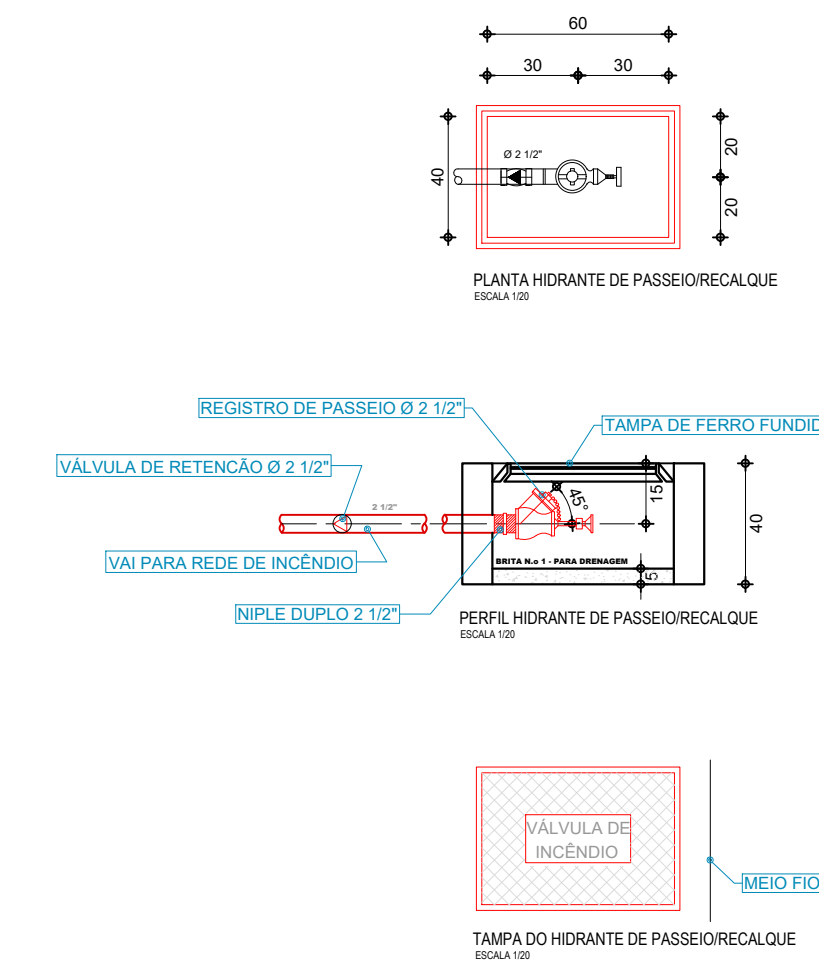 60
30
30
Ø 2 1/2"
40
20
20
PLANTA HIDRANTE DE PASSEIO/RECALQUE
ESCALA 1/20
REGISTRO DE PASSEIO Ø 2 1/2"
TAMPA DE FERRO FUNDID
VÁLVULA DE RETENCÃO Ø 2 1/2"
2 1/2"
45°
15
40
VAI PARA REDE DE INCÊNDIO
BRITA N.o 1 - PARA DRENAGEM
5
NIPLE DUPLO 2 1/2"
PERFIL HIDRANTE DE PASSEIO/RECALQUE
ESCALA 1/20
VÁLVULA DE
INCÊNDIO
MEIO FIO
TAMPA DO HIDRANTE DE PASSEIO/RECALQUE
ESCALA 1/20